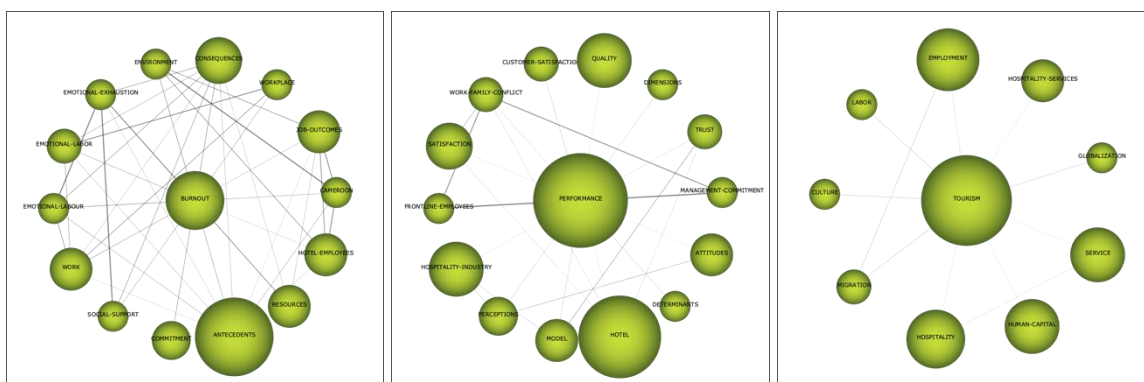 CONSEQUENCES
ENVIRONMENT
WORKPLACE
EMOTIONAL-EXHAUSTION
JOB-OUTCOMES
EMOTIONAL-LABOR
CAMEROON
BURNOUT
EMOTIONAL-LABOUR
HOTEL-EMPLOYEES
WORK
RESOURCES
SOCIAL-SUPPORT
ANTECEDENTS
COMMITMENT
QUALITY
CUSTOMER-SATISFACTION
DIMENSIONS
WORK-FAMILY-CONFLICT
TRUST
SATISFACTION
MANAGEMENT-COMMITMENT
PERFORMANCE
FRONTLINE-EMPLOYEES
ATTITUDES
HOSPITALITY-INDUSTRY
DETERMINANTS
PERCEPTIONS
HOTEL
MODEL
EMPLOYMENT
HOSPITALITY-SERVICES
LABOR
GLOBALIZATION
CULTURE
TOURISM
SERVICE
MIGRATION
HUMAN-CAPITAL
HOSPITALITY